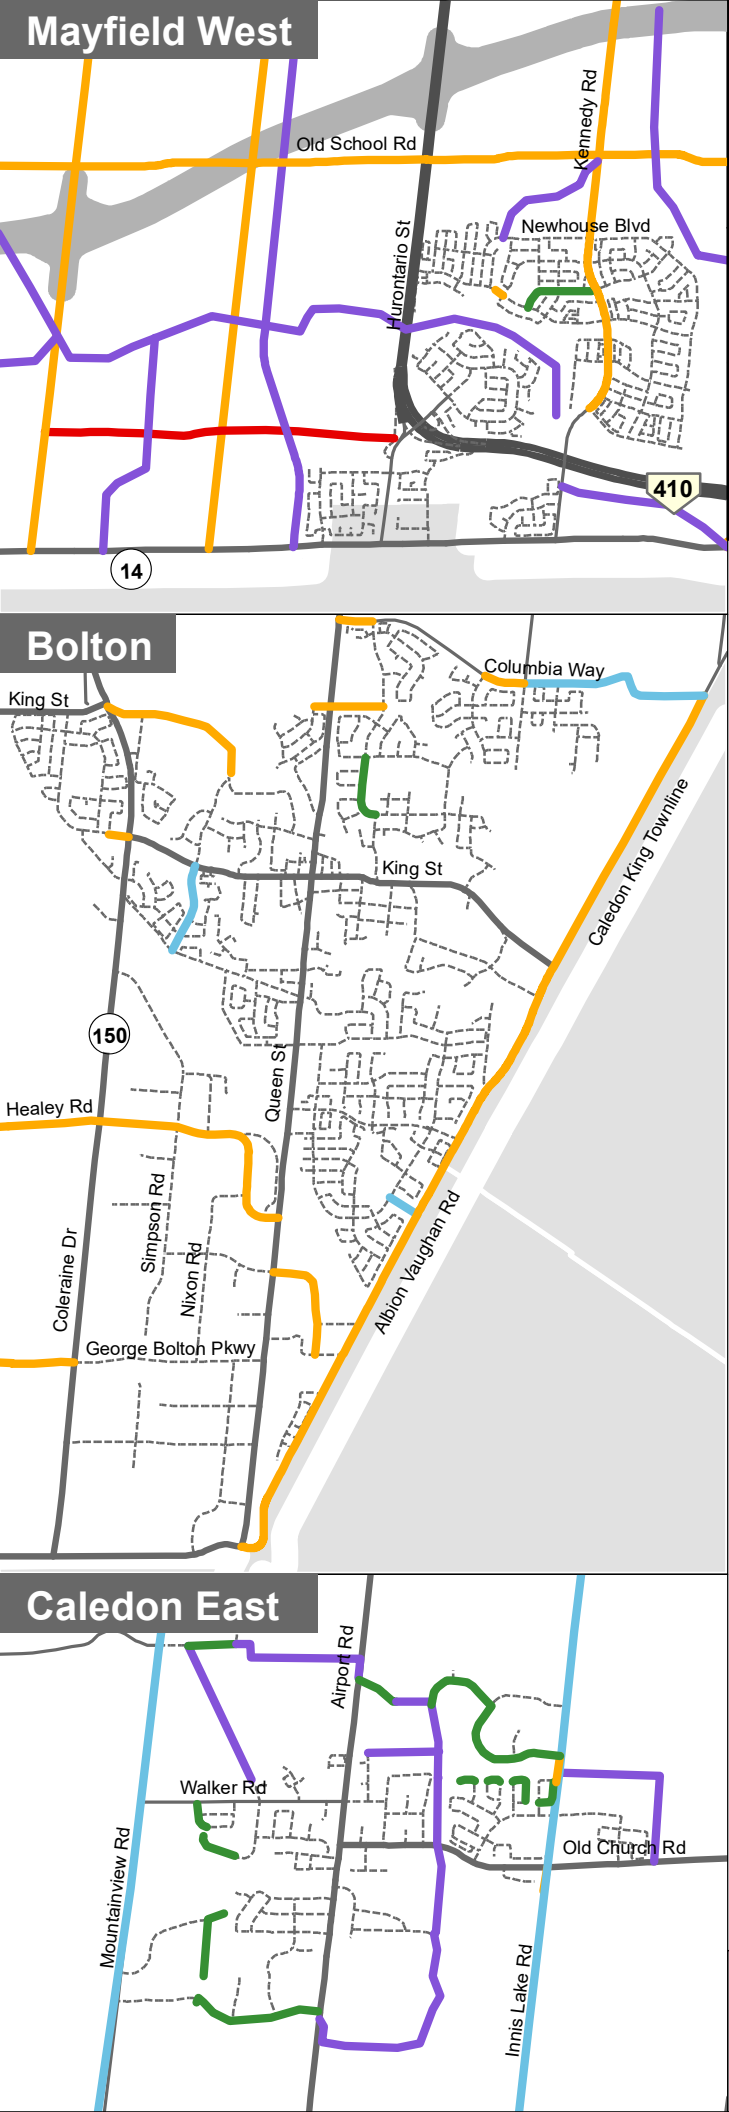 Mayfield West
Old School Rd
Kennedy Rd
Newhouse Blvd
Hurontario St
410
14
Bolton
Columbia Way
King St
Caledon King Townline
King St
150
Queen St
Healey Rd
Simpson Rd
Nixon Rd
Coleraine Dr
Albion Vaughan Rd
George Bolton Pkwy
Caledon East
Airport Rd
Walker Rd
Mountainview Rd
Old Church Rd
Innis Lake Rd